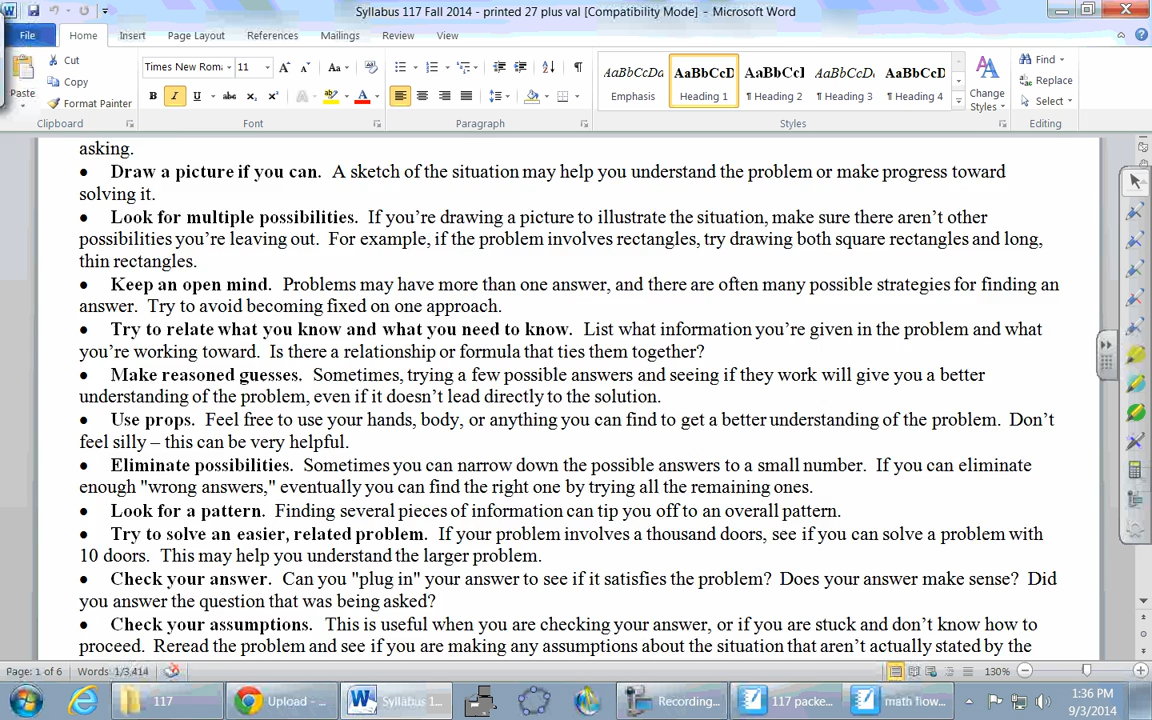 Syllabus 117 Fall 2014 - printed 27 plus val [Compatibility Mode] - Microsoft Word
File Home Insert Page Layout References Mailings Review View
Paste Cut Copy Format Painter
Times New Rom 11
AaBbCcDa AaBbCcD AaBbCcI AaBbCcDa AaBbCcD
Emphasis Heading 1 ¶ Heading 2 ¶ Heading 3 ¶ Heading 4
Change Styles
Find Replace Select
Clipboard Font Paragraph Styles Editing
asking.
• Draw a picture if you can. A sketch of the situation may help you understand the problem or make progress toward
solving it.
• Look for multiple possibilities. If you’re drawing a picture to illustrate the situation, make sure there aren’t other
possibilities you’re leaving out. For example, if the problem involves rectangles, try drawing both square rectangles and long,
thin rectangles.
• Keep an open mind. Problems may have more than one answer, and there are often many possible strategies for finding an
answer. Try to avoid becoming fixed on one approach.
• Try to relate what you know and what you need to know. List what information you’re given in the problem and what
you’re working toward. Is there a relationship or formula that ties them together?
• Make reasoned guesses. Sometimes, trying a few possible answers and seeing if they work will give you a better
understanding of the problem, even if it doesn’t lead directly to the solution.
• Use props. Feel free to use your hands, body, or anything you can find to get a better understanding of the problem. Don’t
feel silly – this can be very helpful.
• Eliminate possibilities. Sometimes you can narrow down the possible answers to a small number. If you can eliminate
enough "wrong answers," eventually you can find the right one by trying all the remaining ones.
• Look for a pattern. Finding several pieces of information can tip you off to an overall pattern.
• Try to solve an easier, related problem. If your problem involves a thousand doors, see if you can solve a problem with
10 doors. This may help you understand the larger problem.
• Check your answer. Can you "plug in" your answer to see if it satisfies the problem? Does your answer make sense? Did
you answer the question that was being asked?
• Check your assumptions. This is useful when you are checking your answer, or if you are stuck and don’t know how to
proceed. Reread the problem and see if you are making any assumptions about the situation that aren’t actually stated by the
Page: 1 of 6 Words: 1/3,414 130%
117 Upload - ... Syllabus 1... Recording... 117 packe... math flow...
1:36 PM
9/3/2014